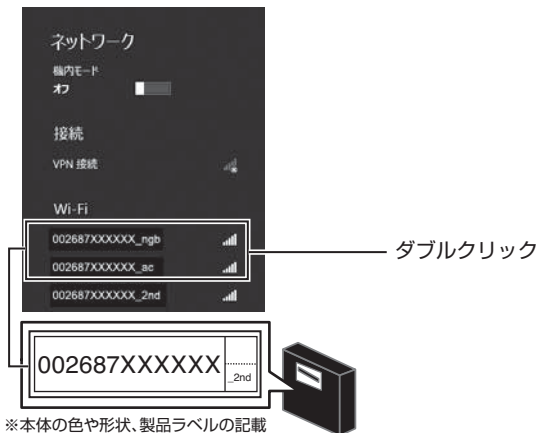 ネットワーク
機内モード
オフ
接続
VPN 接続
Wi-Fi
002687XXXXXX_ngb
002687XXXXXX_ac
ダブルクリック
002687XXXXXX_2nd
002687XXXXXX
_2nd
※本体の色や形状、製品ラベルの記載